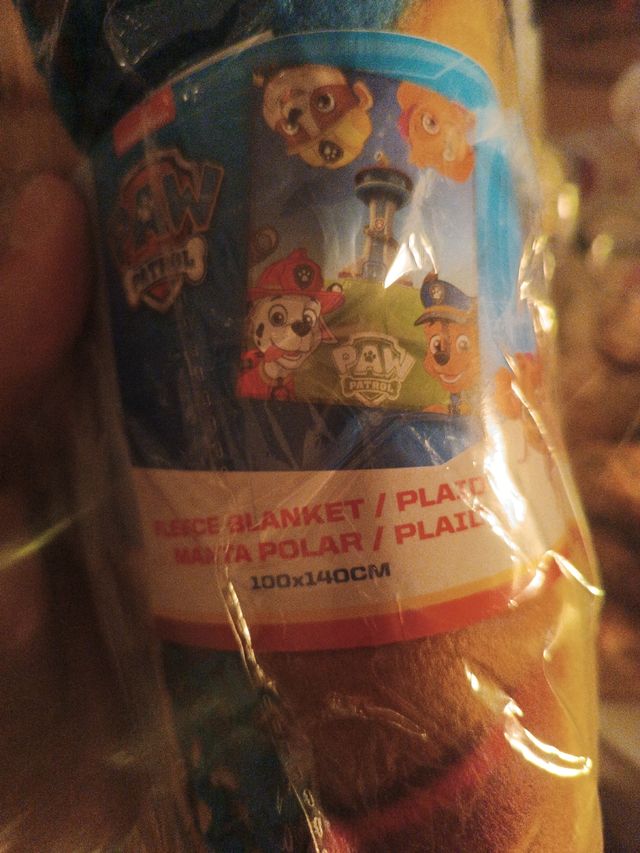 PAW
PATROL
PAW
PATROL
FLEECE BLANKET / PLAID
MANTA POLAR / PLAID
100x140CM